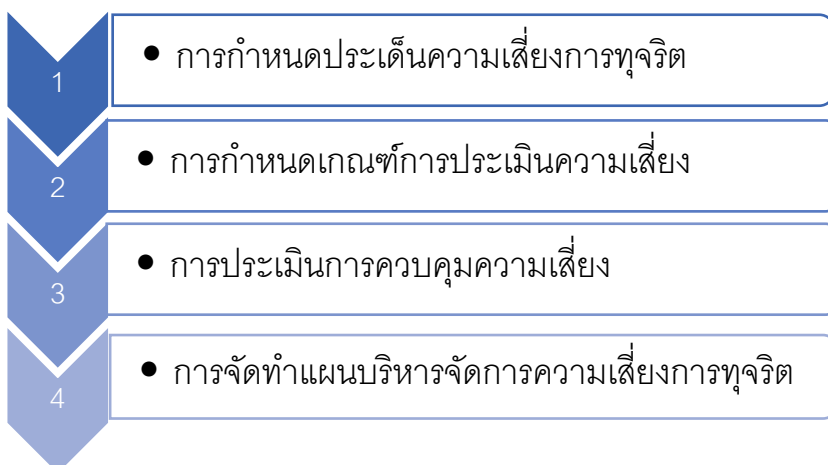 1
• การกำหนดประเด็นความเสี่ยงการทุจริต
2
• การกำหนดเกณฑ์การประเมินความเสี่ยง
3
• การประเมินการควบคุมความเสี่ยง
4
• การจัดทำแผนบริหารจัดการความเสี่ยงการทุจริต